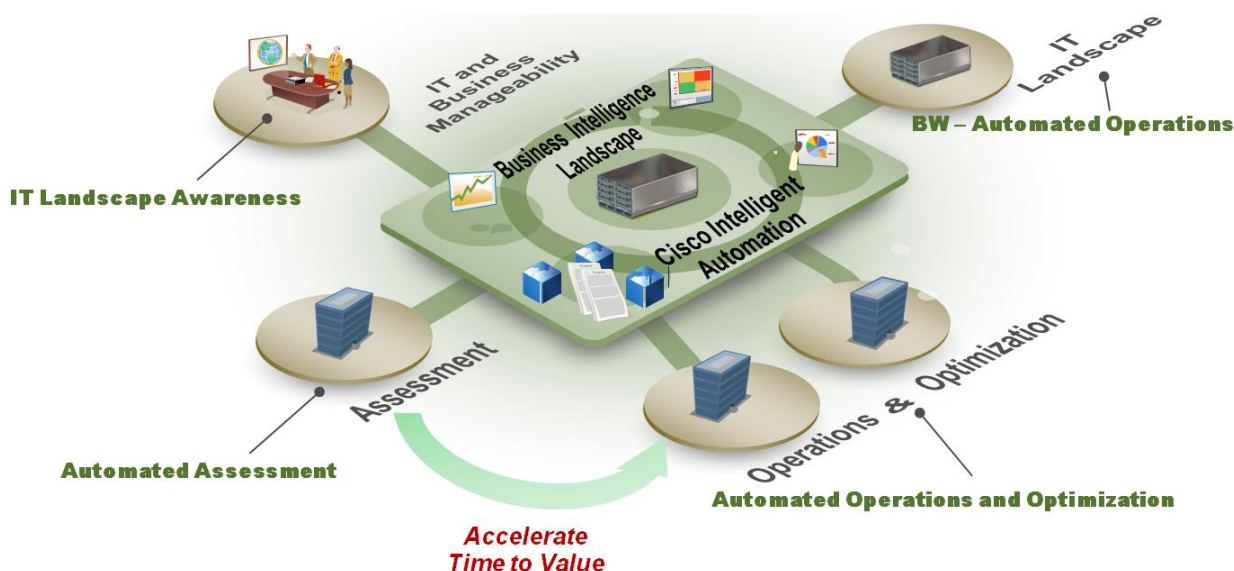 IT and
Business
Manageability
IT
Landscape
BW – Automated Operations
Business Intelligence
Landscape
IT Landscape Awareness
Cisco Intelligent
Automation
Assessment
Operations & Optimization
Automated Assessment
Automated Operations and Optimization
Accelerate
Time to Value